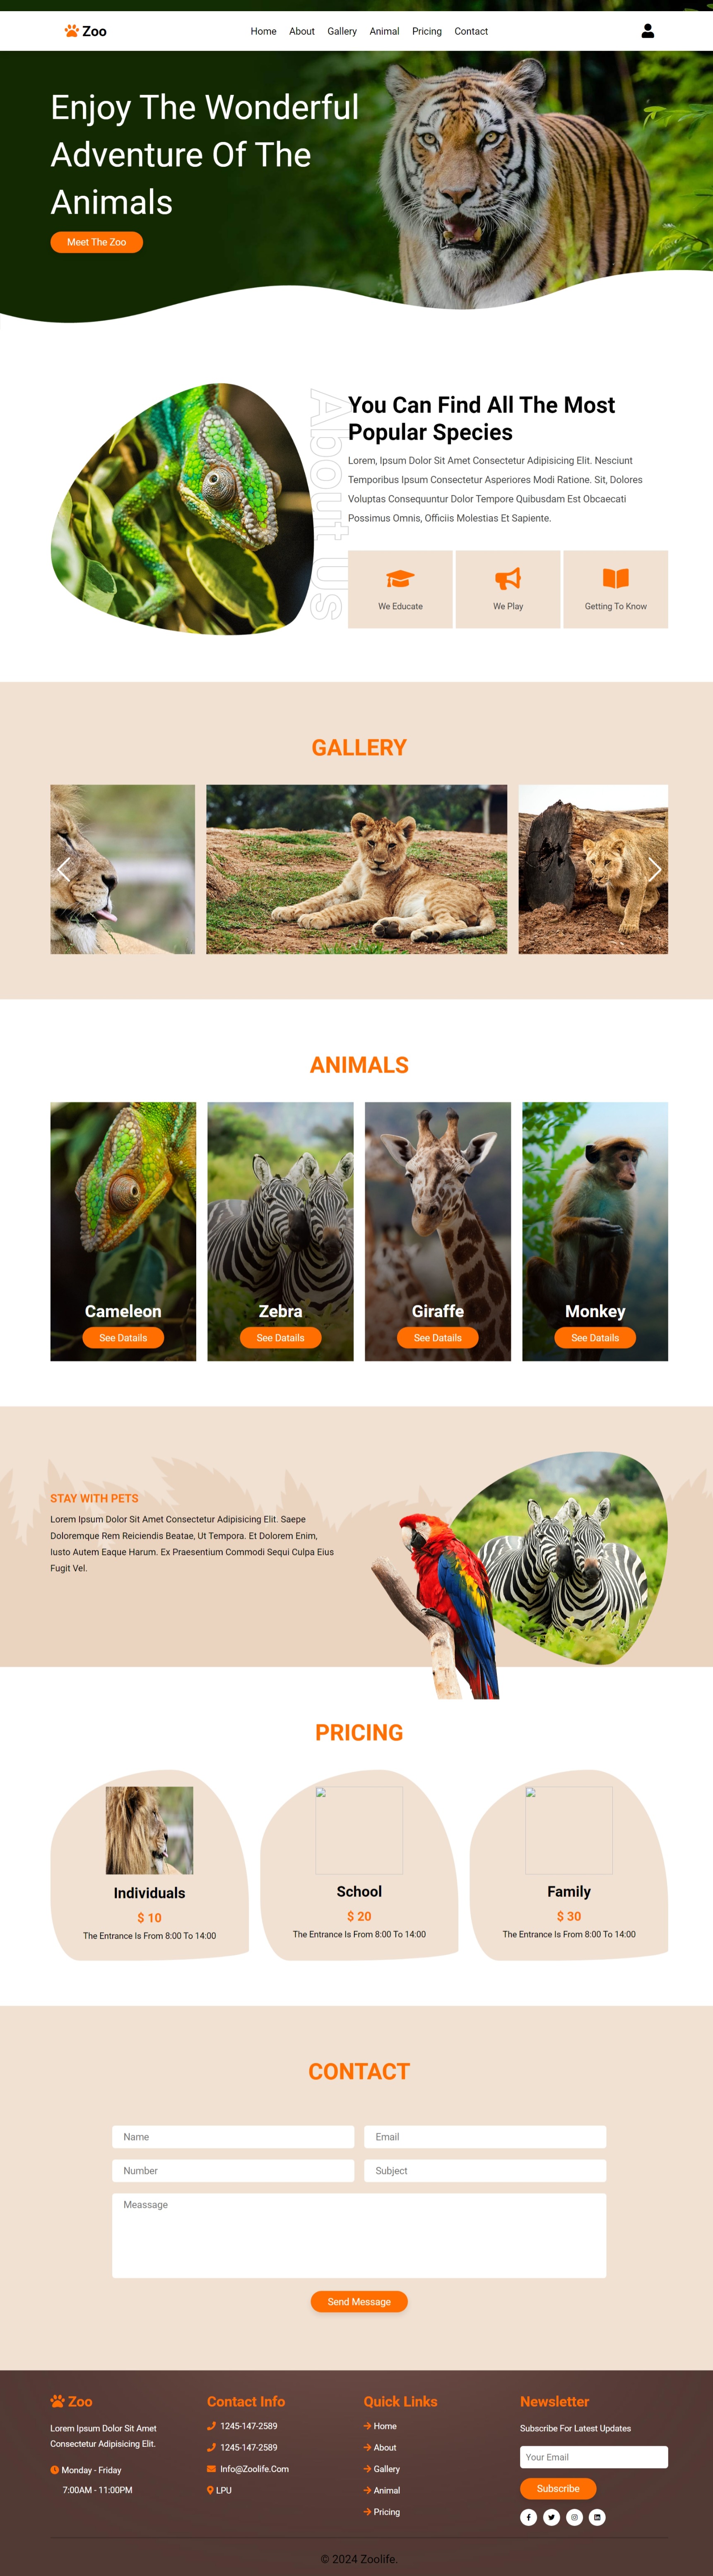 Zoo
Home
About
Gallery
Animal
Pricing
Contact
Enjoy The Wonderful
Adventure Of The
Animals
Meet The Zoo
About Us
You Can Find All The Most
Popular Species
Lorem, Ipsum Dolor Sit Amet Consectetur Adipisicing Elit. Nesciunt
Temporibus Ipsum Consectetur Asperiores Modi Ratione. Sit, Dolores
Voluptas Consequuntur Dolor Tempore Quibusdam Est Obcaecati
Possimus Omnis, Officiis Molestias Et Sapiente.
We Educate
We Play
Getting To Know
GALLERY
ANIMALS
Cameleon
See Datails
Zebra
See Datails
Giraffe
See Datails
Monkey
See Datails
STAY WITH PETS
Lorem Ipsum Dolor Sit Amet Consectetur Adipisicing Elit. Saepe
Doloremque Rem Reiciendis Beatae, Ut Tempora. Et Dolorem Enim,
Iusto Autem Eaque Harum. Ex Praesentium Commodi Sequi Culpa Eius
Fugit Vel.
PRICING
Individuals
$ 10
The Entrance Is From 8:00 To 14:00
School
$ 20
The Entrance Is From 8:00 To 14:00
Family
$ 30
The Entrance Is From 8:00 To 14:00
CONTACT
Name
Email
Number
Subject
Meassage
Send Message
Zoo
Lorem Ipsum Dolor Sit Amet
Consectetur Adipisicing Elit.
Monday - Friday
7:00AM - 11:00PM
Contact Info
1245-147-2589
1245-147-2589
Info@Zoolife.Com
LPU
Quick Links
Home
About
Gallery
Animal
Pricing
Newsletter
Subscribe For Latest Updates
Your Email
Subscribe
© 2024 Zoolife.